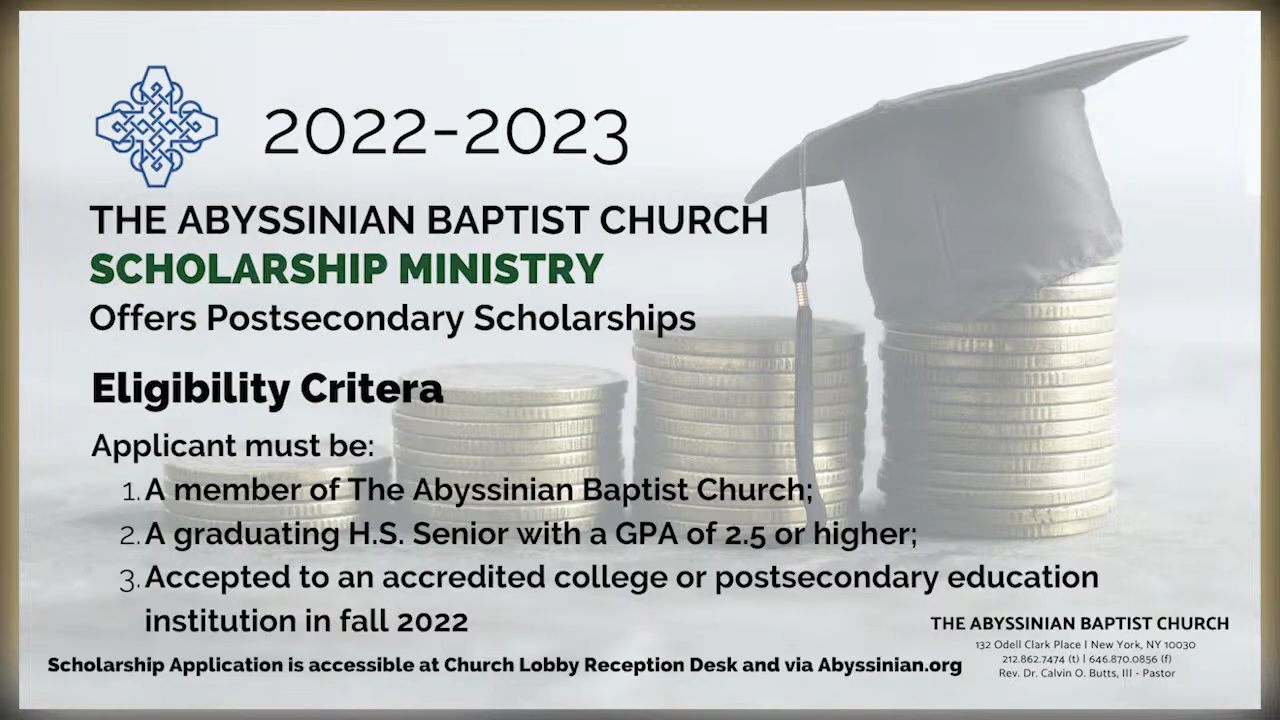 2022-2023
THE ABYSSINIAN BAPTIST CHURCH
SCHOLARSHIP MINISTRY
Offers Postsecondary Scholarships
Eligibility Critera
Applicant must be:
1. A member of The Abyssinian Baptist Church;
2. A graduating H.S. Senior with a GPA of 2.5 or higher;
3. Accepted to an accredited college or postsecondary education
institution in fall 2022
Scholarship Application is accessible at Church Lobby Reception Desk and via Abyssinian.org
THE ABYSSINIAN BAPTIST CHURCH
132 Odell Clark Place | New York, NY 10030
212.862.7474 (t) | 646.870.0856 (f)
Rev. Dr. Calvin O. Butts, III - Pastor